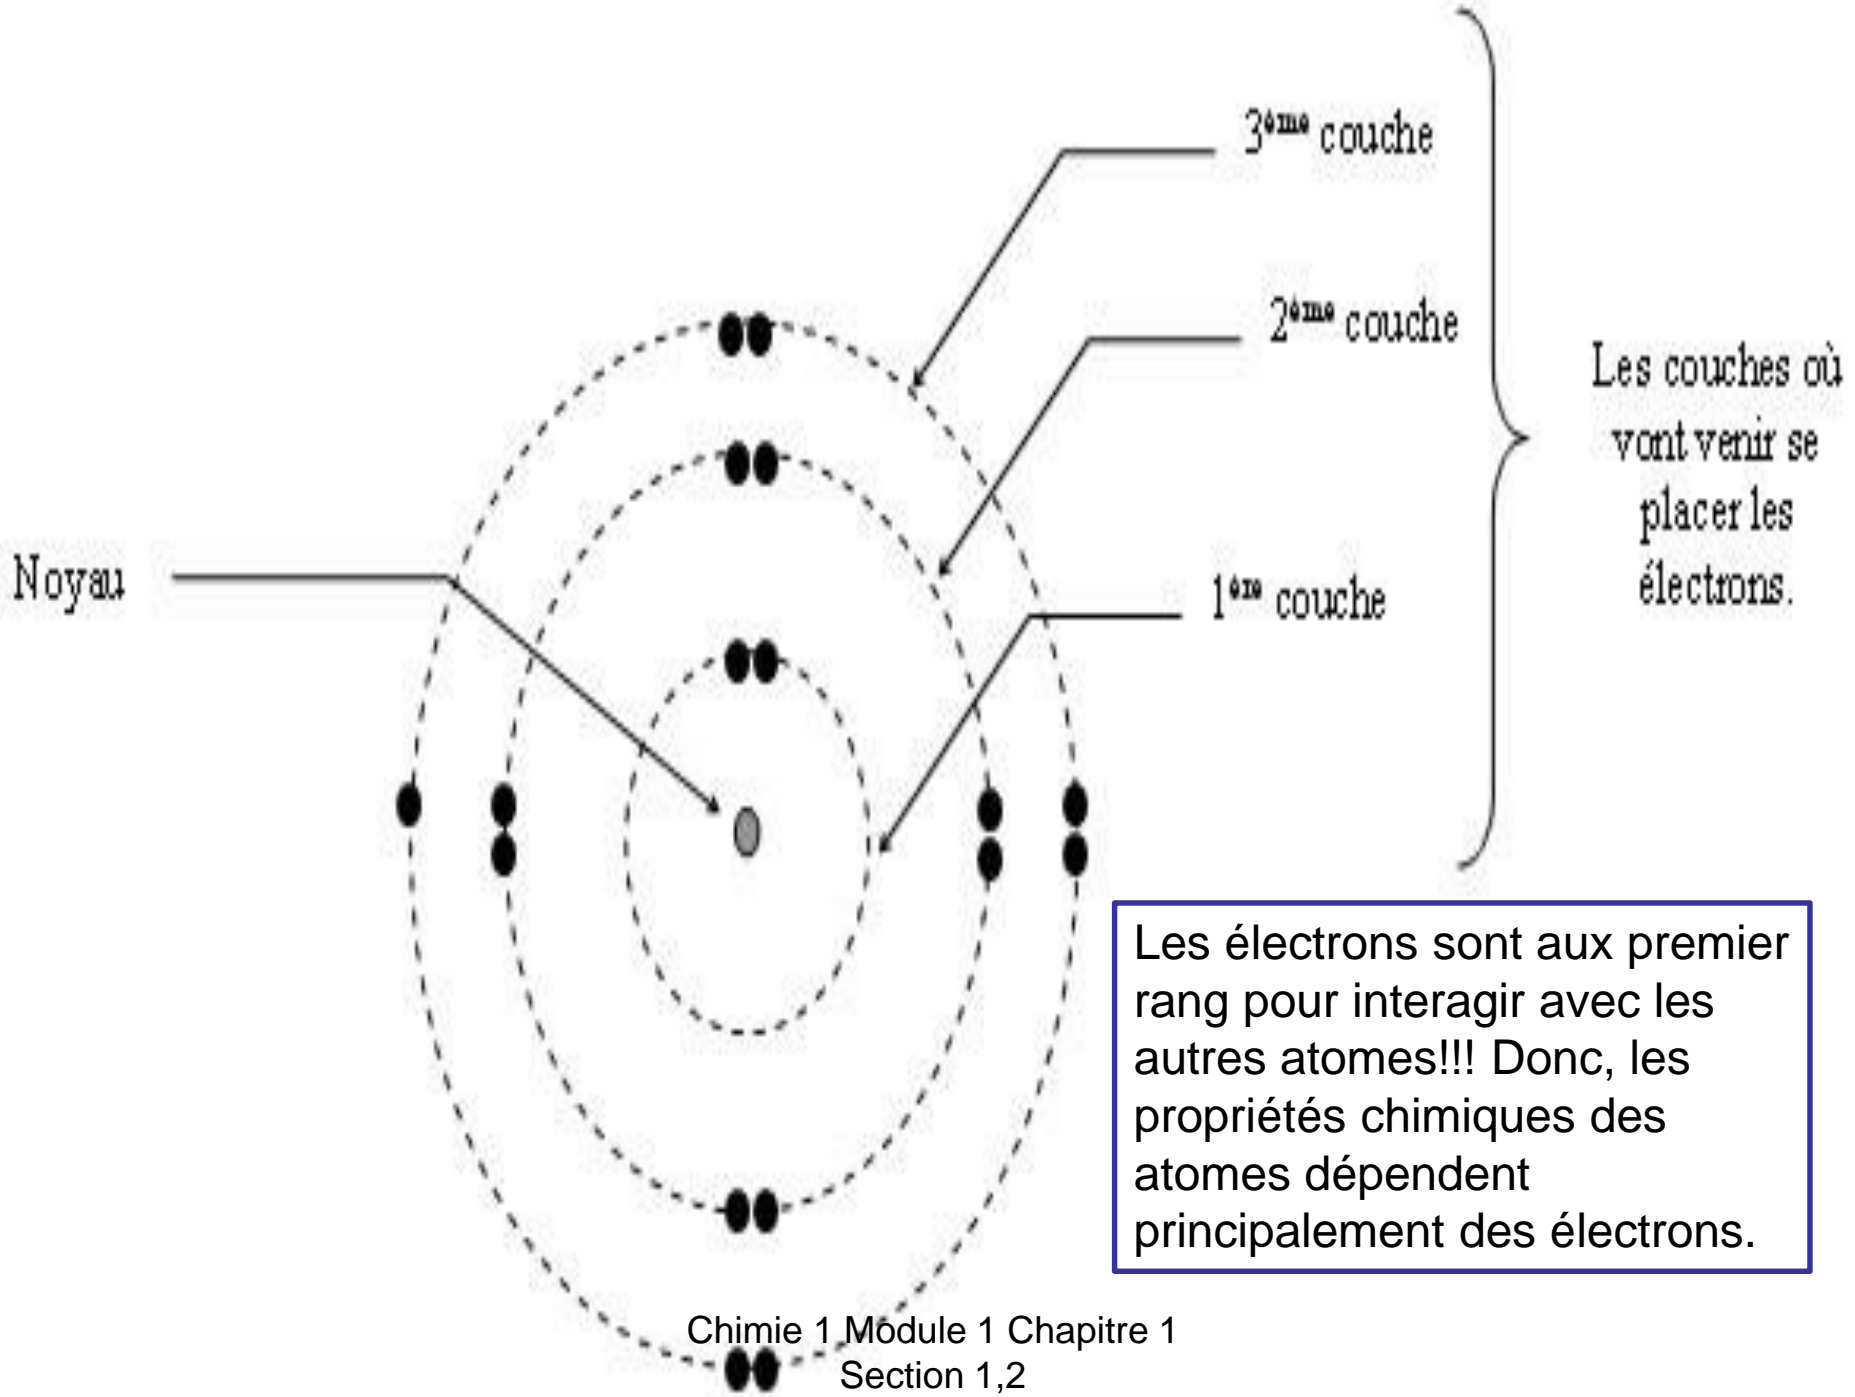 3ème couche
2ème couche
Les couches où
vont venir se
placer les
électrons.
Noyau
1ère couche
Les électrons sont aux premier
rang pour interagir avec les
autres atomes!!! Donc, les
propriétés chimiques des
atomes dépendent
principalement des électrons.
Chimie 1 Module 1 Chapitre 1
Section 1,2